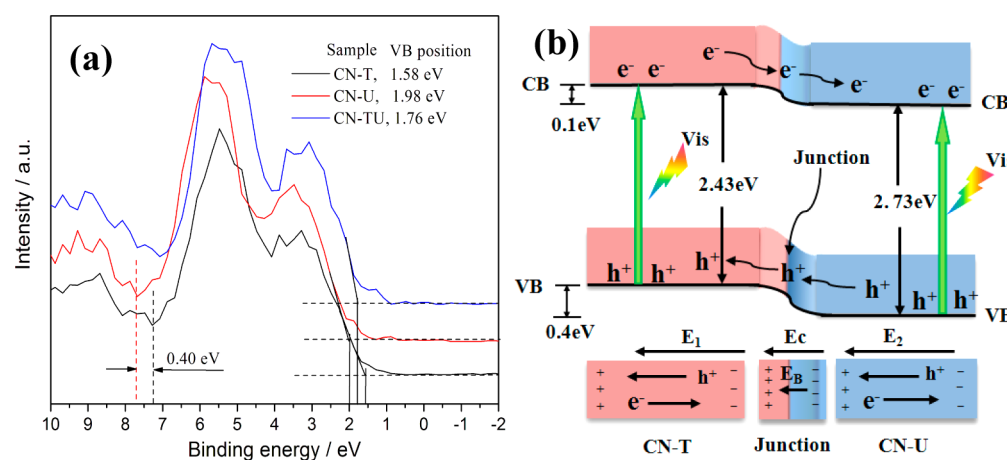 (a)
Sample VB position
CN-T, 1.58 eV
CN-U, 1.98 eV
CN-TU, 1.76 eV
Intensity / a.u.
0.40 eV
10 9 8 7 6 5 4 3 2 1 0 -1 -2
Binding energy / eV
(b)
e⁻ e⁻ e⁻ e⁻ e⁻ e⁻ e⁻
CB
CB
0.1eV
Vis
Junction
Vi
2.43eV
2.73eV
h⁺ h⁺ h⁺ h⁺ h⁺ h⁺ h⁺
VB
VB
0.4eV
E₁ Ec E₂
+ h⁺ − + E_B − + h⁺ −
+ − + − + −
+ e⁻ − + − + e⁻ −
+ −
CN-T Junction CN-U